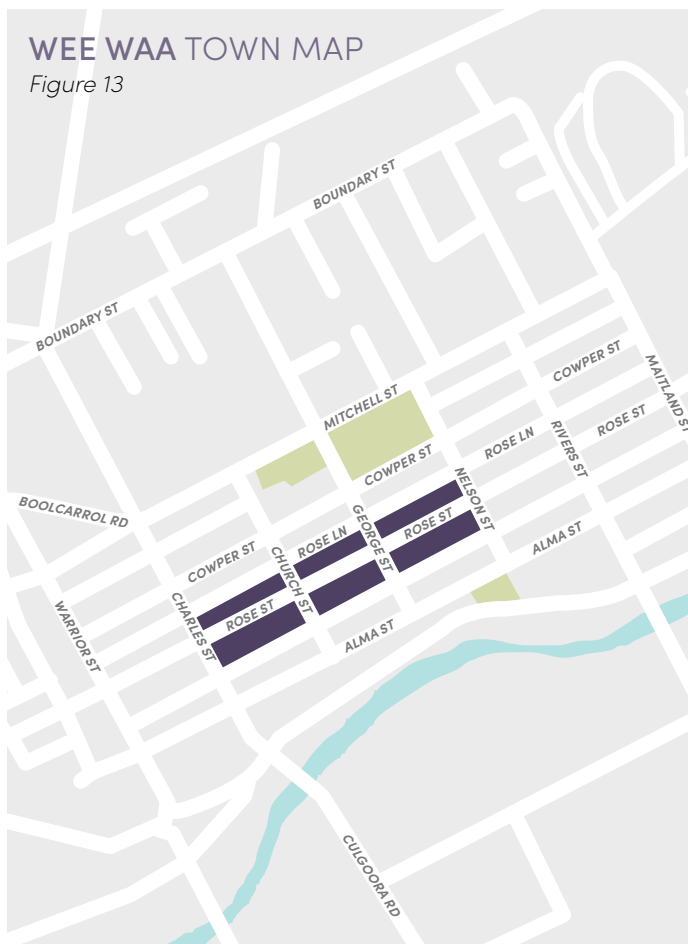 WEE WAA TOWN MAP
Figure 13
BOUNDARY ST
BOUNDARY ST
MITCHELL ST
COWPER ST
MAITLAND ST
ROSE ST
RIVERS ST
ROSE LN
COWPER ST
NELSON ST
BOOLCARROL RD
GEORGE ST
ROSE ST
ALMA ST
ROSE LN
COWPER ST
CHURCH ST
CHARLES ST
ROSE ST
WARRIOR ST
ALMA ST
CULGOORA RD